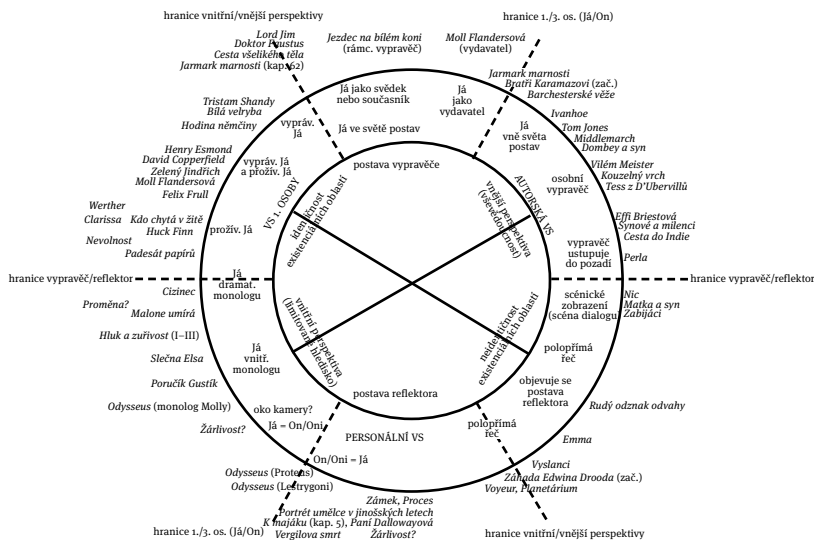 hranice vnitřní/vnější perspektivy
hranice 1./3. os. (Já/On)
Lord Jim
Doktor Faustus
Cesta všelikého těla
Jarmark marnosti (kap. 62)
Jezdec na bílém koni
(rámc. vypravěč)
Moll Flandersová
(vydavatel)
Jarmark marnosti
Bratři Karamazovi (zač.)
Barchesterské věže
Tristam Shandy
Bílá velryba
Hodina němčiny
Já jako svědek
nebo současník
Já
jako
vydavatel
Ivanhoe
Tom Jones
Middlemarch
Dombey a syn
vypráv.
Já
Já ve světě postav
Já
vně světa
postav
Henry Esmond
David Copperfield
Zelený Jindřich
Moll Flandersová
Felix Frull
vypráv. Já
a prožív. Já
postava vypravěče
osobní
vypravěč
Vilém Meister
Kouzelný vrch
Tess z D'Ubervillů
VS 1. OSOBY
identičnost
existenciálních oblastí
vnější perspektiva
(vševědoucnost)
AUTORSKÁ VS
Werther
Clarissa
Kdo chytá v žitě
Huck Finn
Nevolnost
Padesát papírů
prožív. Já
vypravěč
ustupuje
do pozadí
Effi Briestová
Synové a milenci
Cesta do Indie
Perla
hranice vypravěč/reflektor
hranice vypravěč/reflektor
Já
dramat.
monologu
Cizinec
Proměna?
Malone umírá
Hluk a zuřivost (I–III)
Slečna Elsa
Poručík Gustík
Odysseus (monolog Molly)
Žárlivost?
vnitřní perspektiva
(limitované hledisko)
neidentičnost
existenciálních oblastí
scénické
zobrazení
(scéna dialogu)
Nic
Matka a syn
Zabijáci
Já
vnitř.
monologu
polopřímá
řeč
objevuje se
postava
reflektora
postava reflektora
Rudý odznak odvahy
oko kamery?
Já = On/Oni
PERSONÁLNÍ VS
polopřímá
řeč
Emma
On/Oni = Já
Vyslanci
Záhada Edwina Drooda (zač.)
Voyeur, Planetárium
Odysseus (Proteus)
Odysseus (Lestrygoni)
Zámek, Proces
Portrét umělce v jinošských letech
K majáku (kap. 5), Paní Dallowayová
Vergilova smrt
Žárlivost?
hranice 1./3. os. (Já/On)
hranice vnitřní/vnější perspektivy